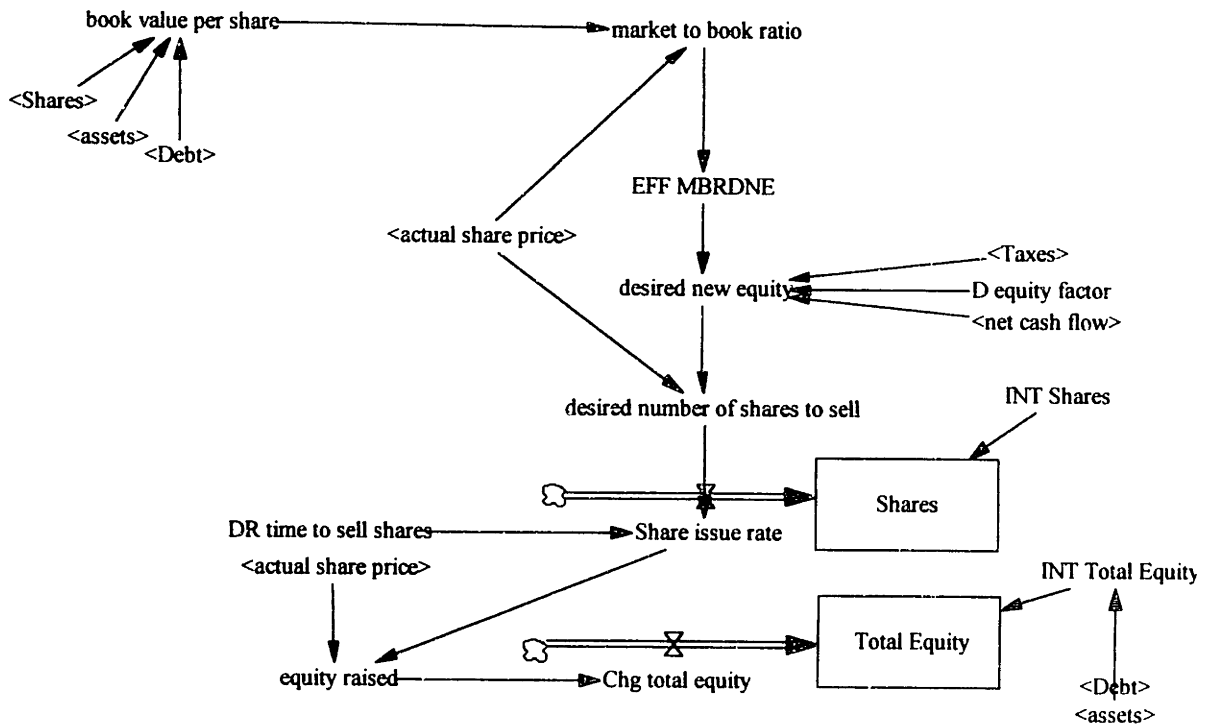 book value per share
market to book ratio
<Shares>
<assets>
<Debt>
EFF MBRDNE
<actual share price>
<Taxes>
desired new equity
D equity factor
<net cash flow>
desired number of shares to sell
INT Shares
Shares
DR time to sell shares
Share issue rate
<actual share price>
INT Total Equity
Total Equity
equity raised
Chg total equity
<Debt>
<assets>